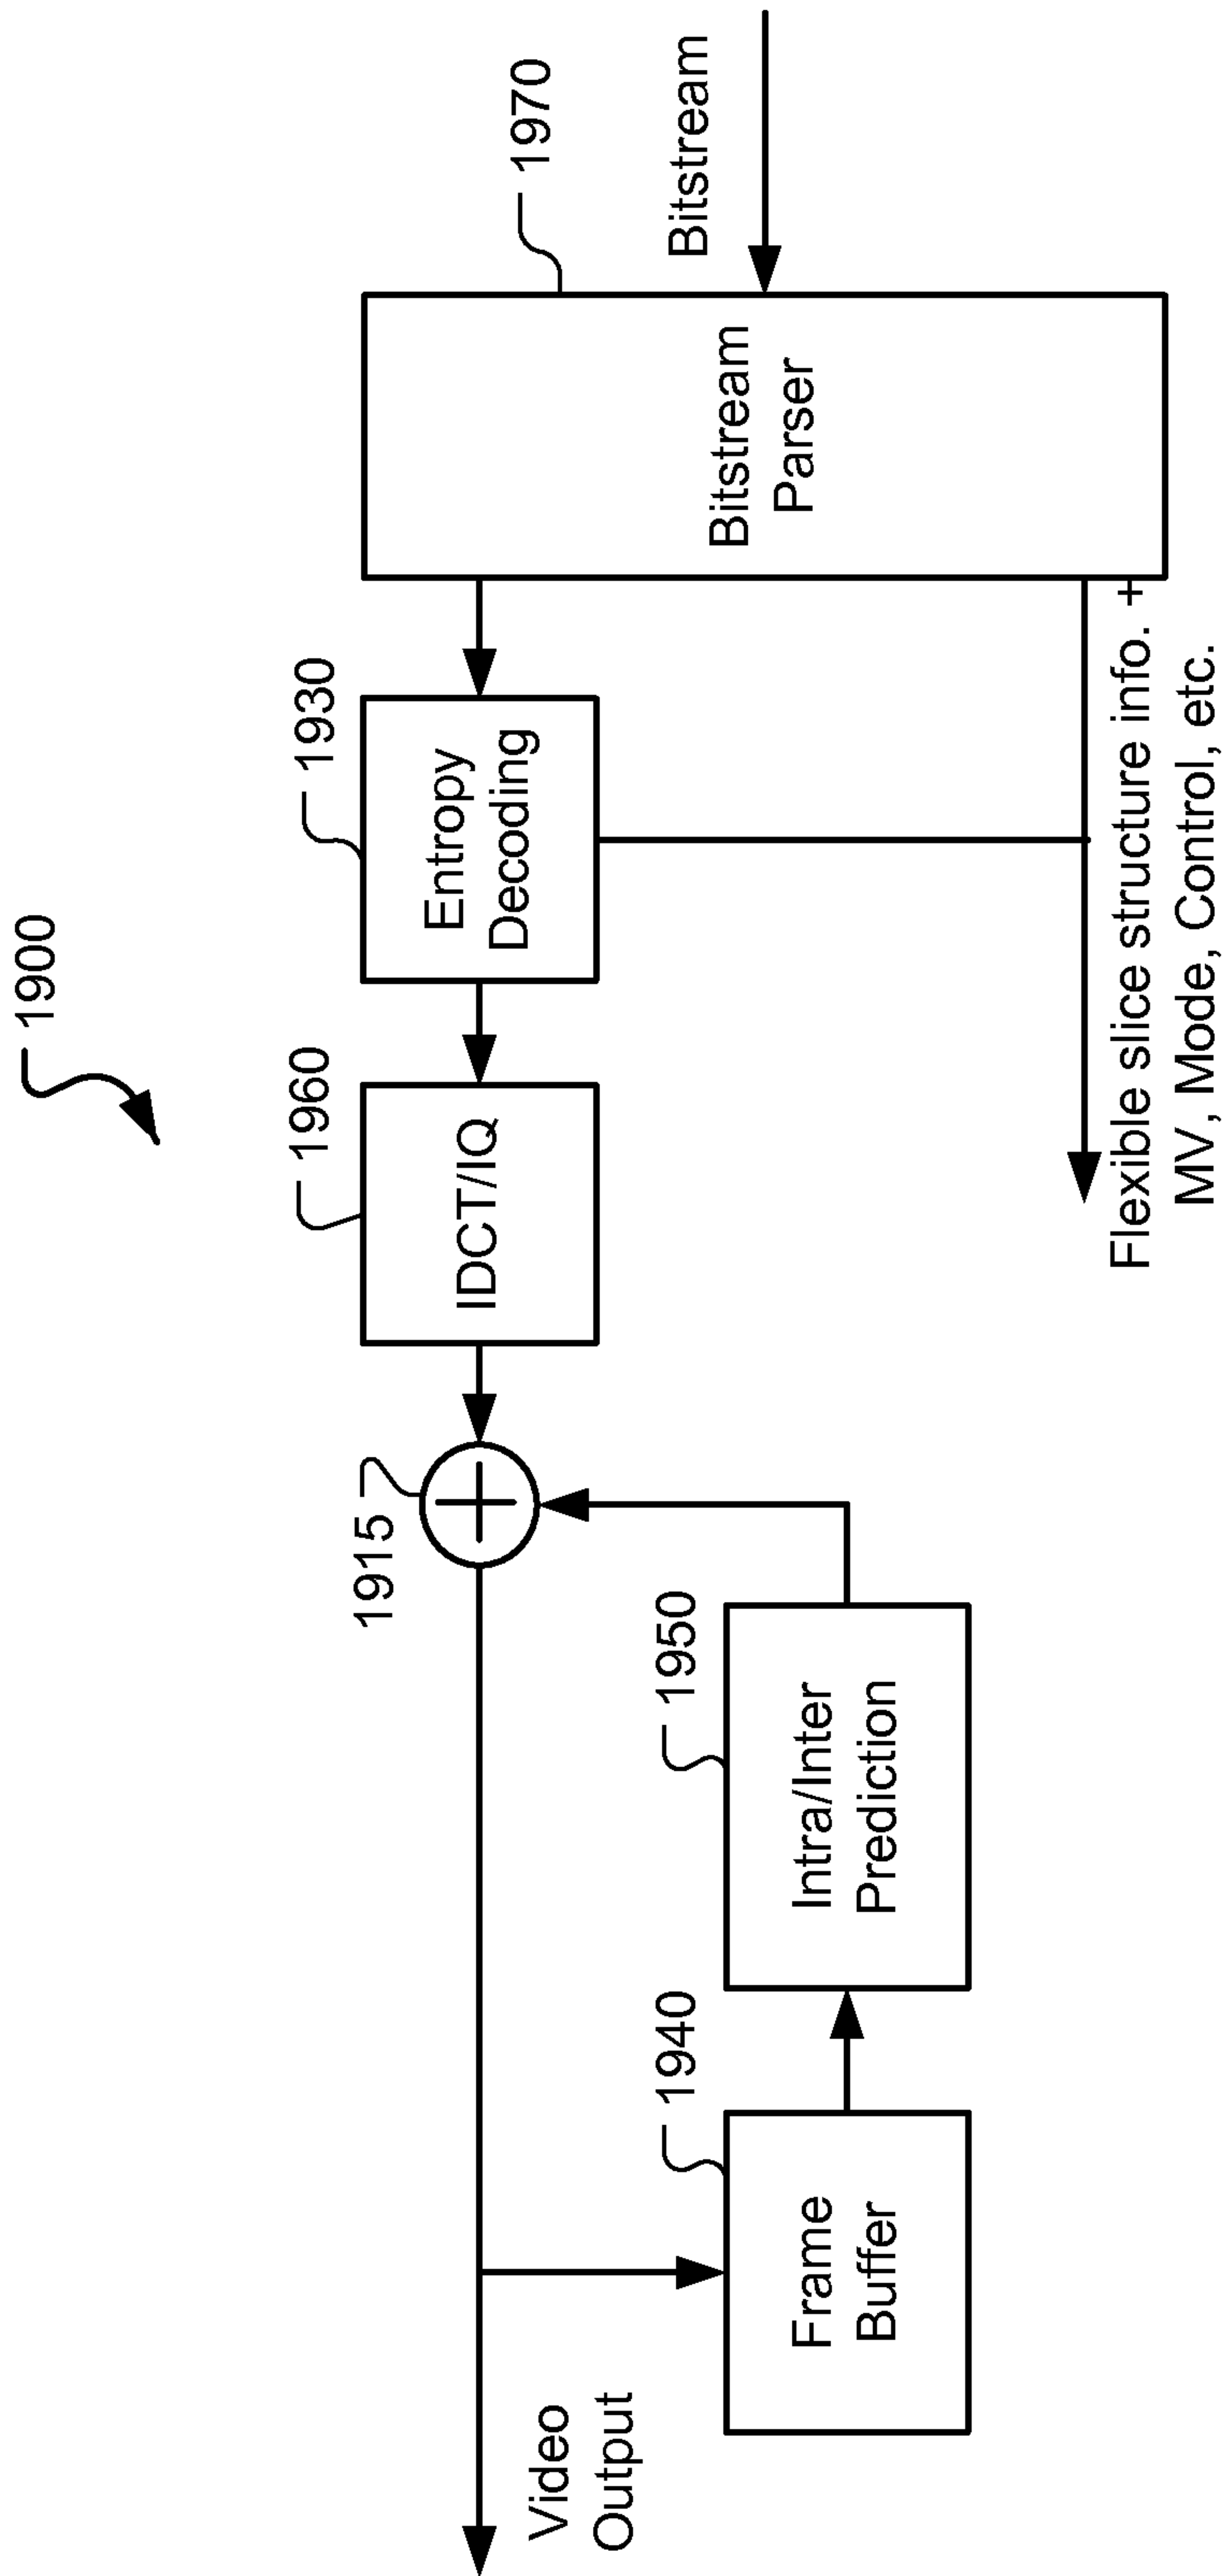 1900
1970
Bitstream
Bitstream
Parser
1930
Entropy
Decoding
1960
IDCT/IQ
1915
1950
Intra/Inter
Prediction
1940
Frame
Buffer
Video
Output
Flexible slice structure info. +
MV, Mode, Control, etc.